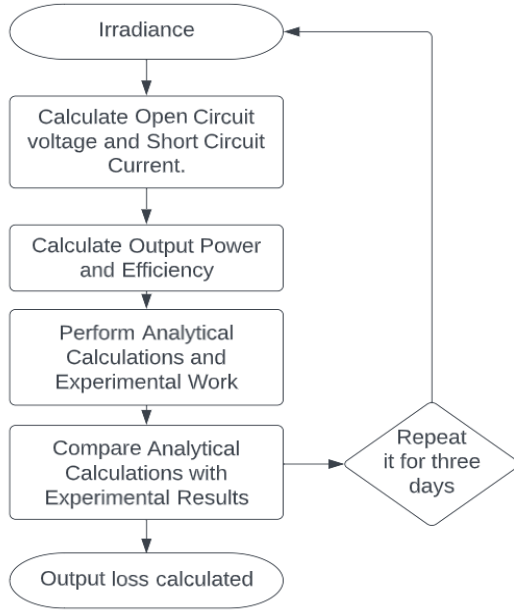 Irradiance
Calculate Open Circuit
voltage and Short Circuit
Current.
Calculate Output Power
and Efficiency
Perform Analytical
Calculations and
Experimental Work
Compare Analytical
Calculations with
Experimental Results
Repeat
it for three
days
Output loss calculated